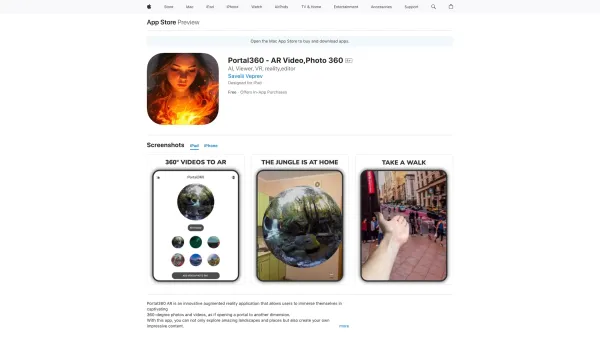 Store Mac iPad iPhone Watch AirPods TV & Home Entertainment Accessories Support
App Store Preview
Open the Mac App Store to buy and download apps.
Portal360 - AR Video,Photo 360
AI, Viewer, VR, reality,editor
Designed for iPad
Free · Offers In-App Purchases
Screenshots iPad iPhone
360° VIDEOS TO AR
Portal360
THE JUNGLE IS AT HOME
TAKE A WALK
Portal360 AR is an innovative augmented reality application that allows users to immerse themselves in
captivating
360-degree photos and videos, as if opening a portal to another dimension.
With this app, you can not only explore amazing landscapes and places but also create your own
impressive content.
more